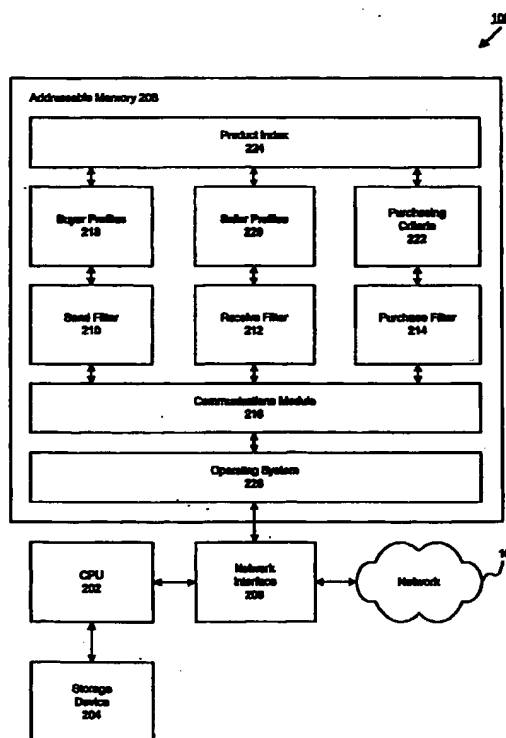 Addressable Memory 208
Product Index
224
Buyer Profiles
218
Seller Profiles
220
Purchasing
Criteria
222
Send Filter
210
Receive Filter
212
Purchase Filter
214
Communications Module
216
Operating System
226
CPU
202
Network
Interface
206
Network
Storage
Device
204